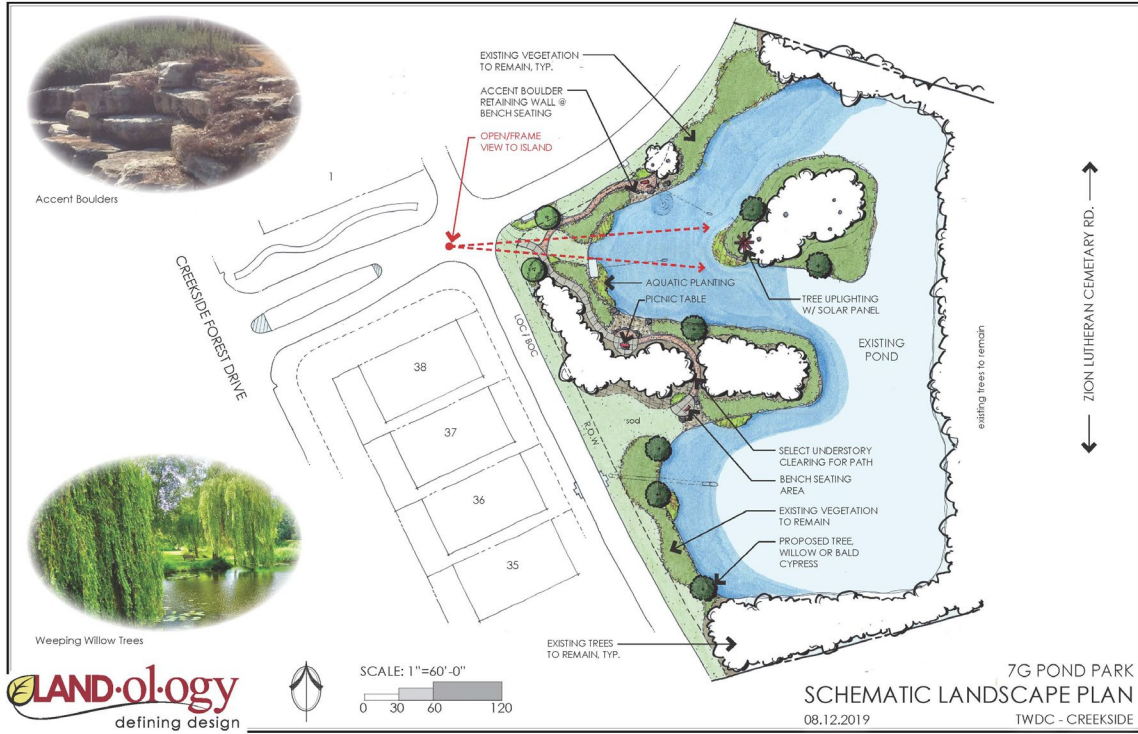 EXISTING VEGETATION
TO REMAIN, TYP.
ACCENT BOULDER
RETAINING WALL @
BENCH SEATING
OPEN/FRAME
VIEW TO ISLAND
Accent Boulders
1
CREEKSIDE FOREST DRIVE
LOC / BOC
R.O.W
38
37
36
35
AQUATIC PLANTING
PICNIC TABLE
TREE UPLIGHTING
W/ SOLAR PANEL
EXISTING
POND
existing trees to remain
ZION LUTHERAN CEMETARY RD.
sod
SELECT UNDERSTORY
CLEARING FOR PATH
BENCH SEATING
AREA
EXISTING VEGETATION
TO REMAIN
PROPOSED TREE,
WILLOW OR BALD
CYPRESS
EXISTING TREES
TO REMAIN, TYP.
Weeping Willow Trees
LAND·ol·ogy
defining design
SCALE: 1"=60'-0"
0 30 60 120
7G POND PARK
SCHEMATIC LANDSCAPE PLAN
08.12.2019 TWDC - CREEKSIDE